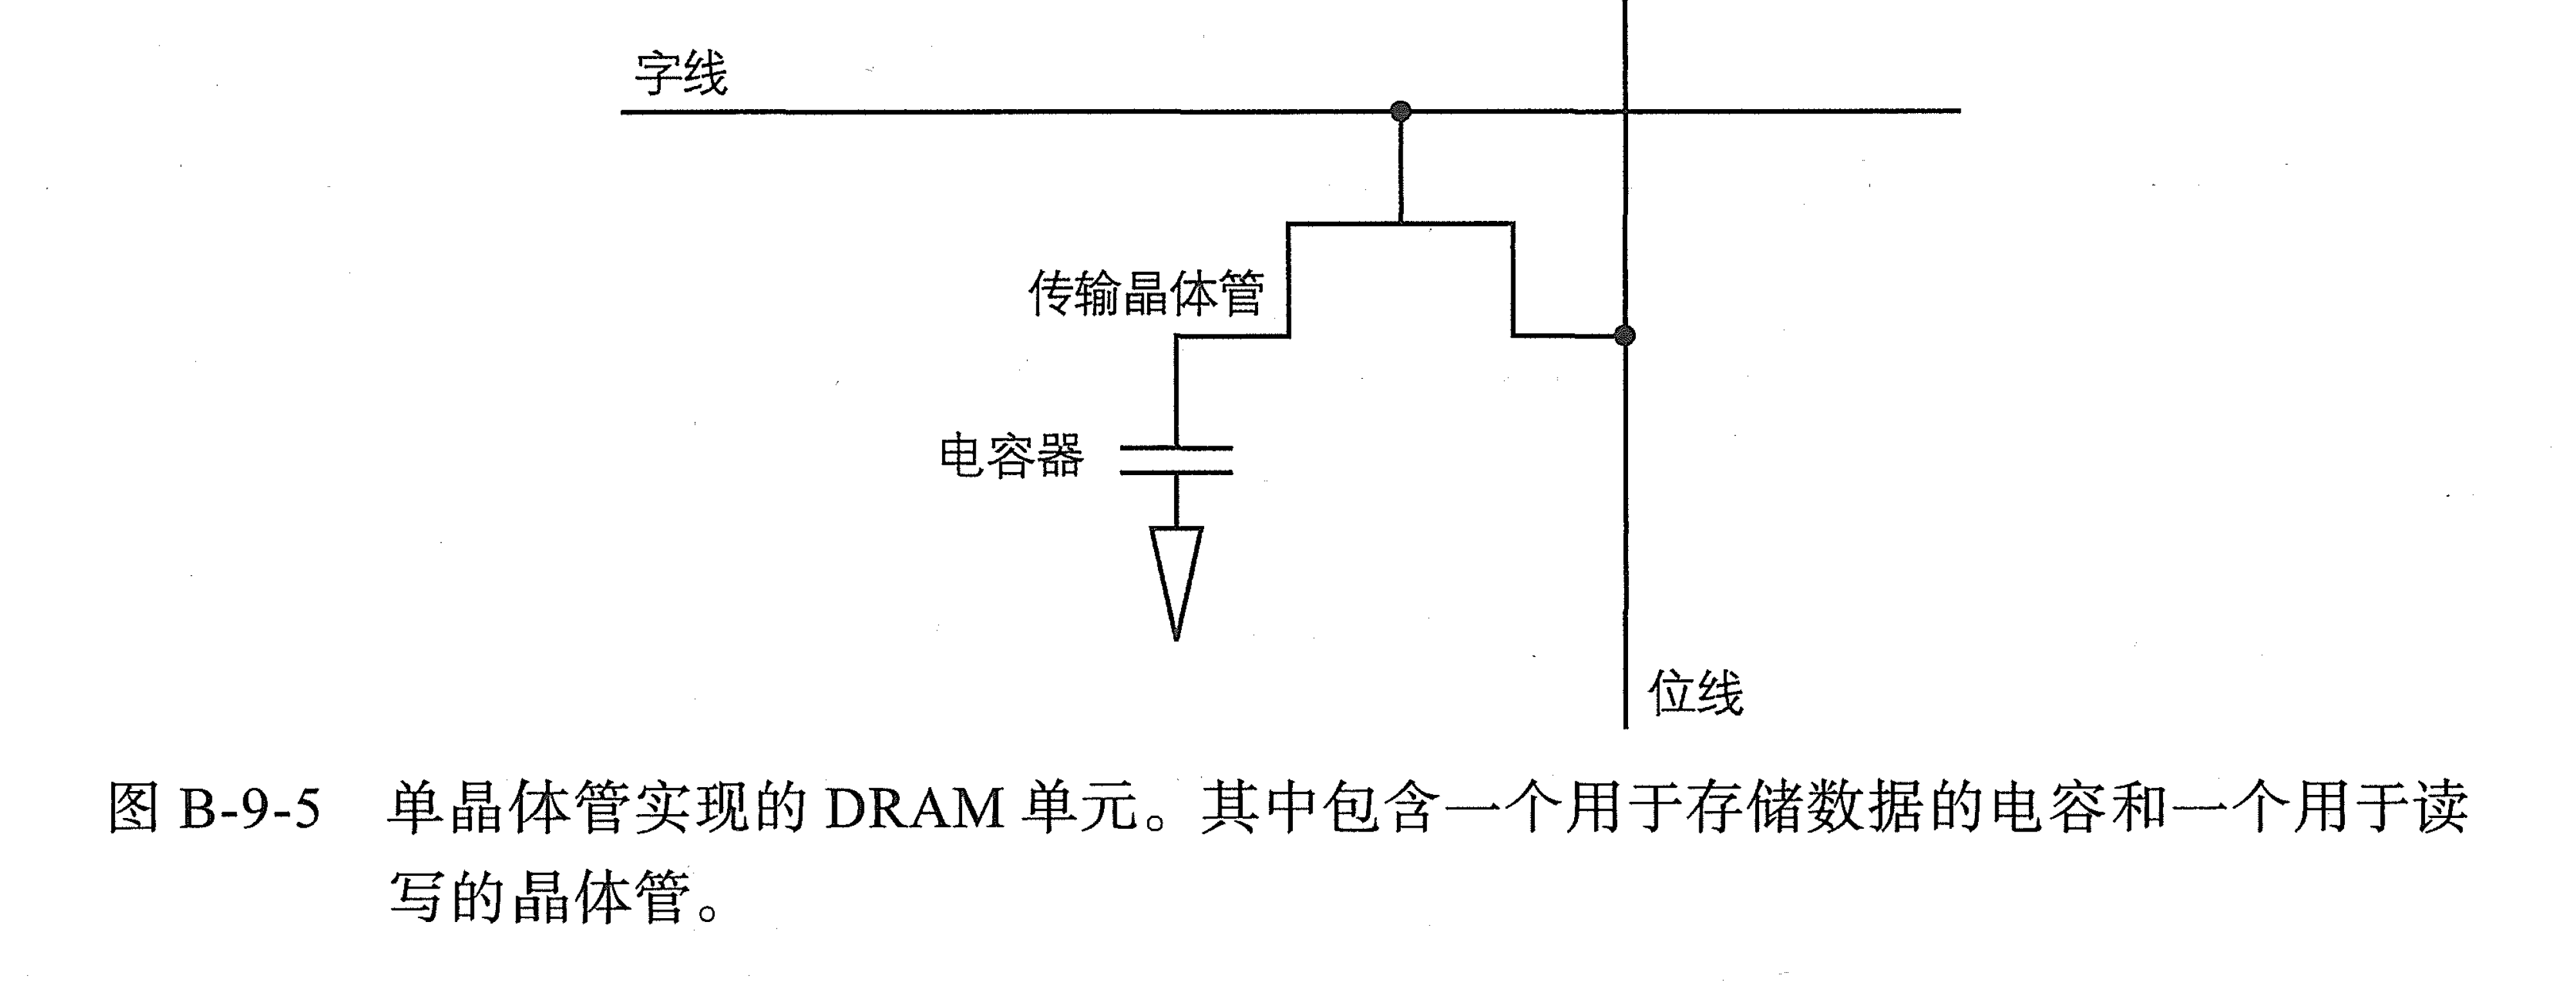 字线
传输晶体管
电容器
位线
图 B-9-5 单晶体管实现的 DRAM 单元。其中包含一个用于存储数据的电容和一个用于读
写的晶体管。